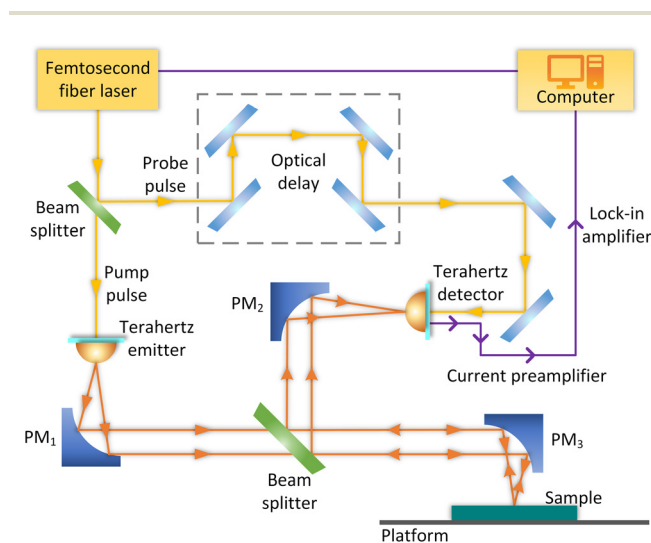 Femtosecond
fiber laser
Computer
Probe
pulse
Optical
delay
Beam
splitter
Lock-in
amplifier
Pump
pulse
PM2
Terahertz
detector
Terahertz
emitter
Current preamplifier
PM1
PM3
Beam
splitter
Sample
Platform